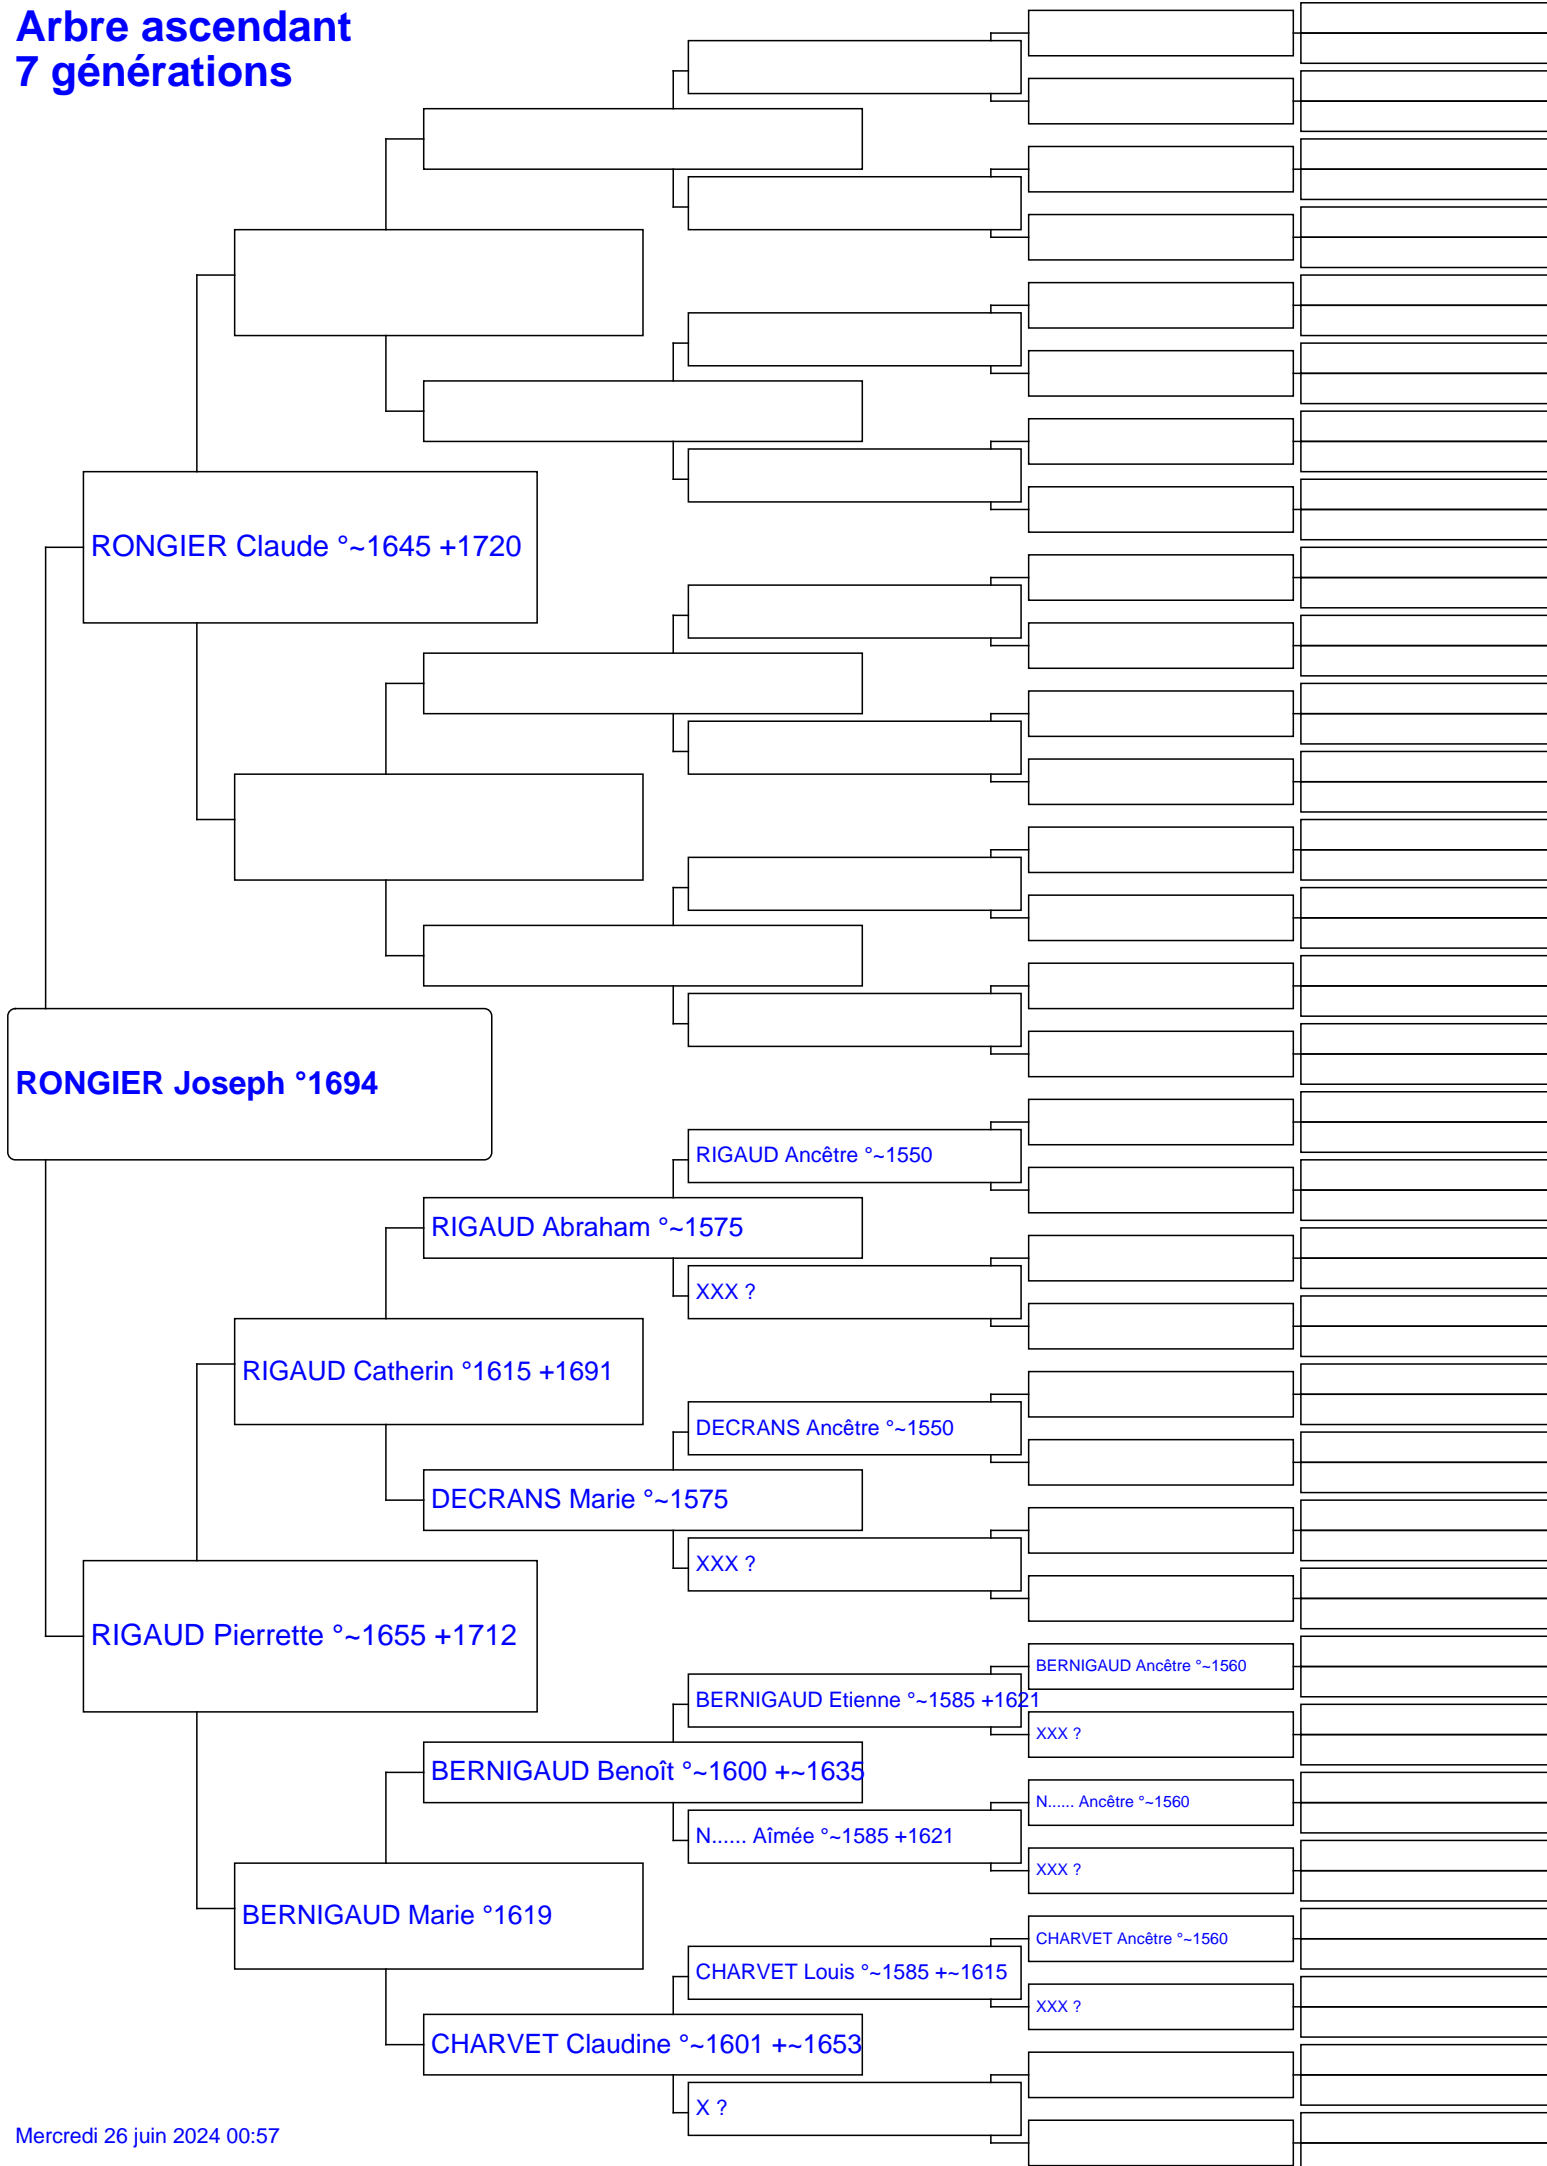 Arbre ascendant
7 générations
RONGIER Claude °~1645 +1720
RONGIER Joseph °1694
RIGAUD Ancêtre °~1550
RIGAUD Abraham °~1575
XXX ?
RIGAUD Catherin °1615 +1691
DECRANS Ancêtre °~1550
DECRANS Marie °~1575
XXX ?
RIGAUD Pierrette °~1655 +1712
BERNIGAUD Ancêtre °~1560
BERNIGAUD Etienne °~1585 +1621
XXX ?
BERNIGAUD Benoît °~1600 +~1635
N...... Ancêtre °~1560
N...... Aîmée °~1585 +1621
XXX ?
BERNIGAUD Marie °1619
CHARVET Ancêtre °~1560
CHARVET Louis °~1585 +~1615
XXX ?
CHARVET Claudine °~1601 +~1653
X ?
Mercredi 26 juin 2024 00:57